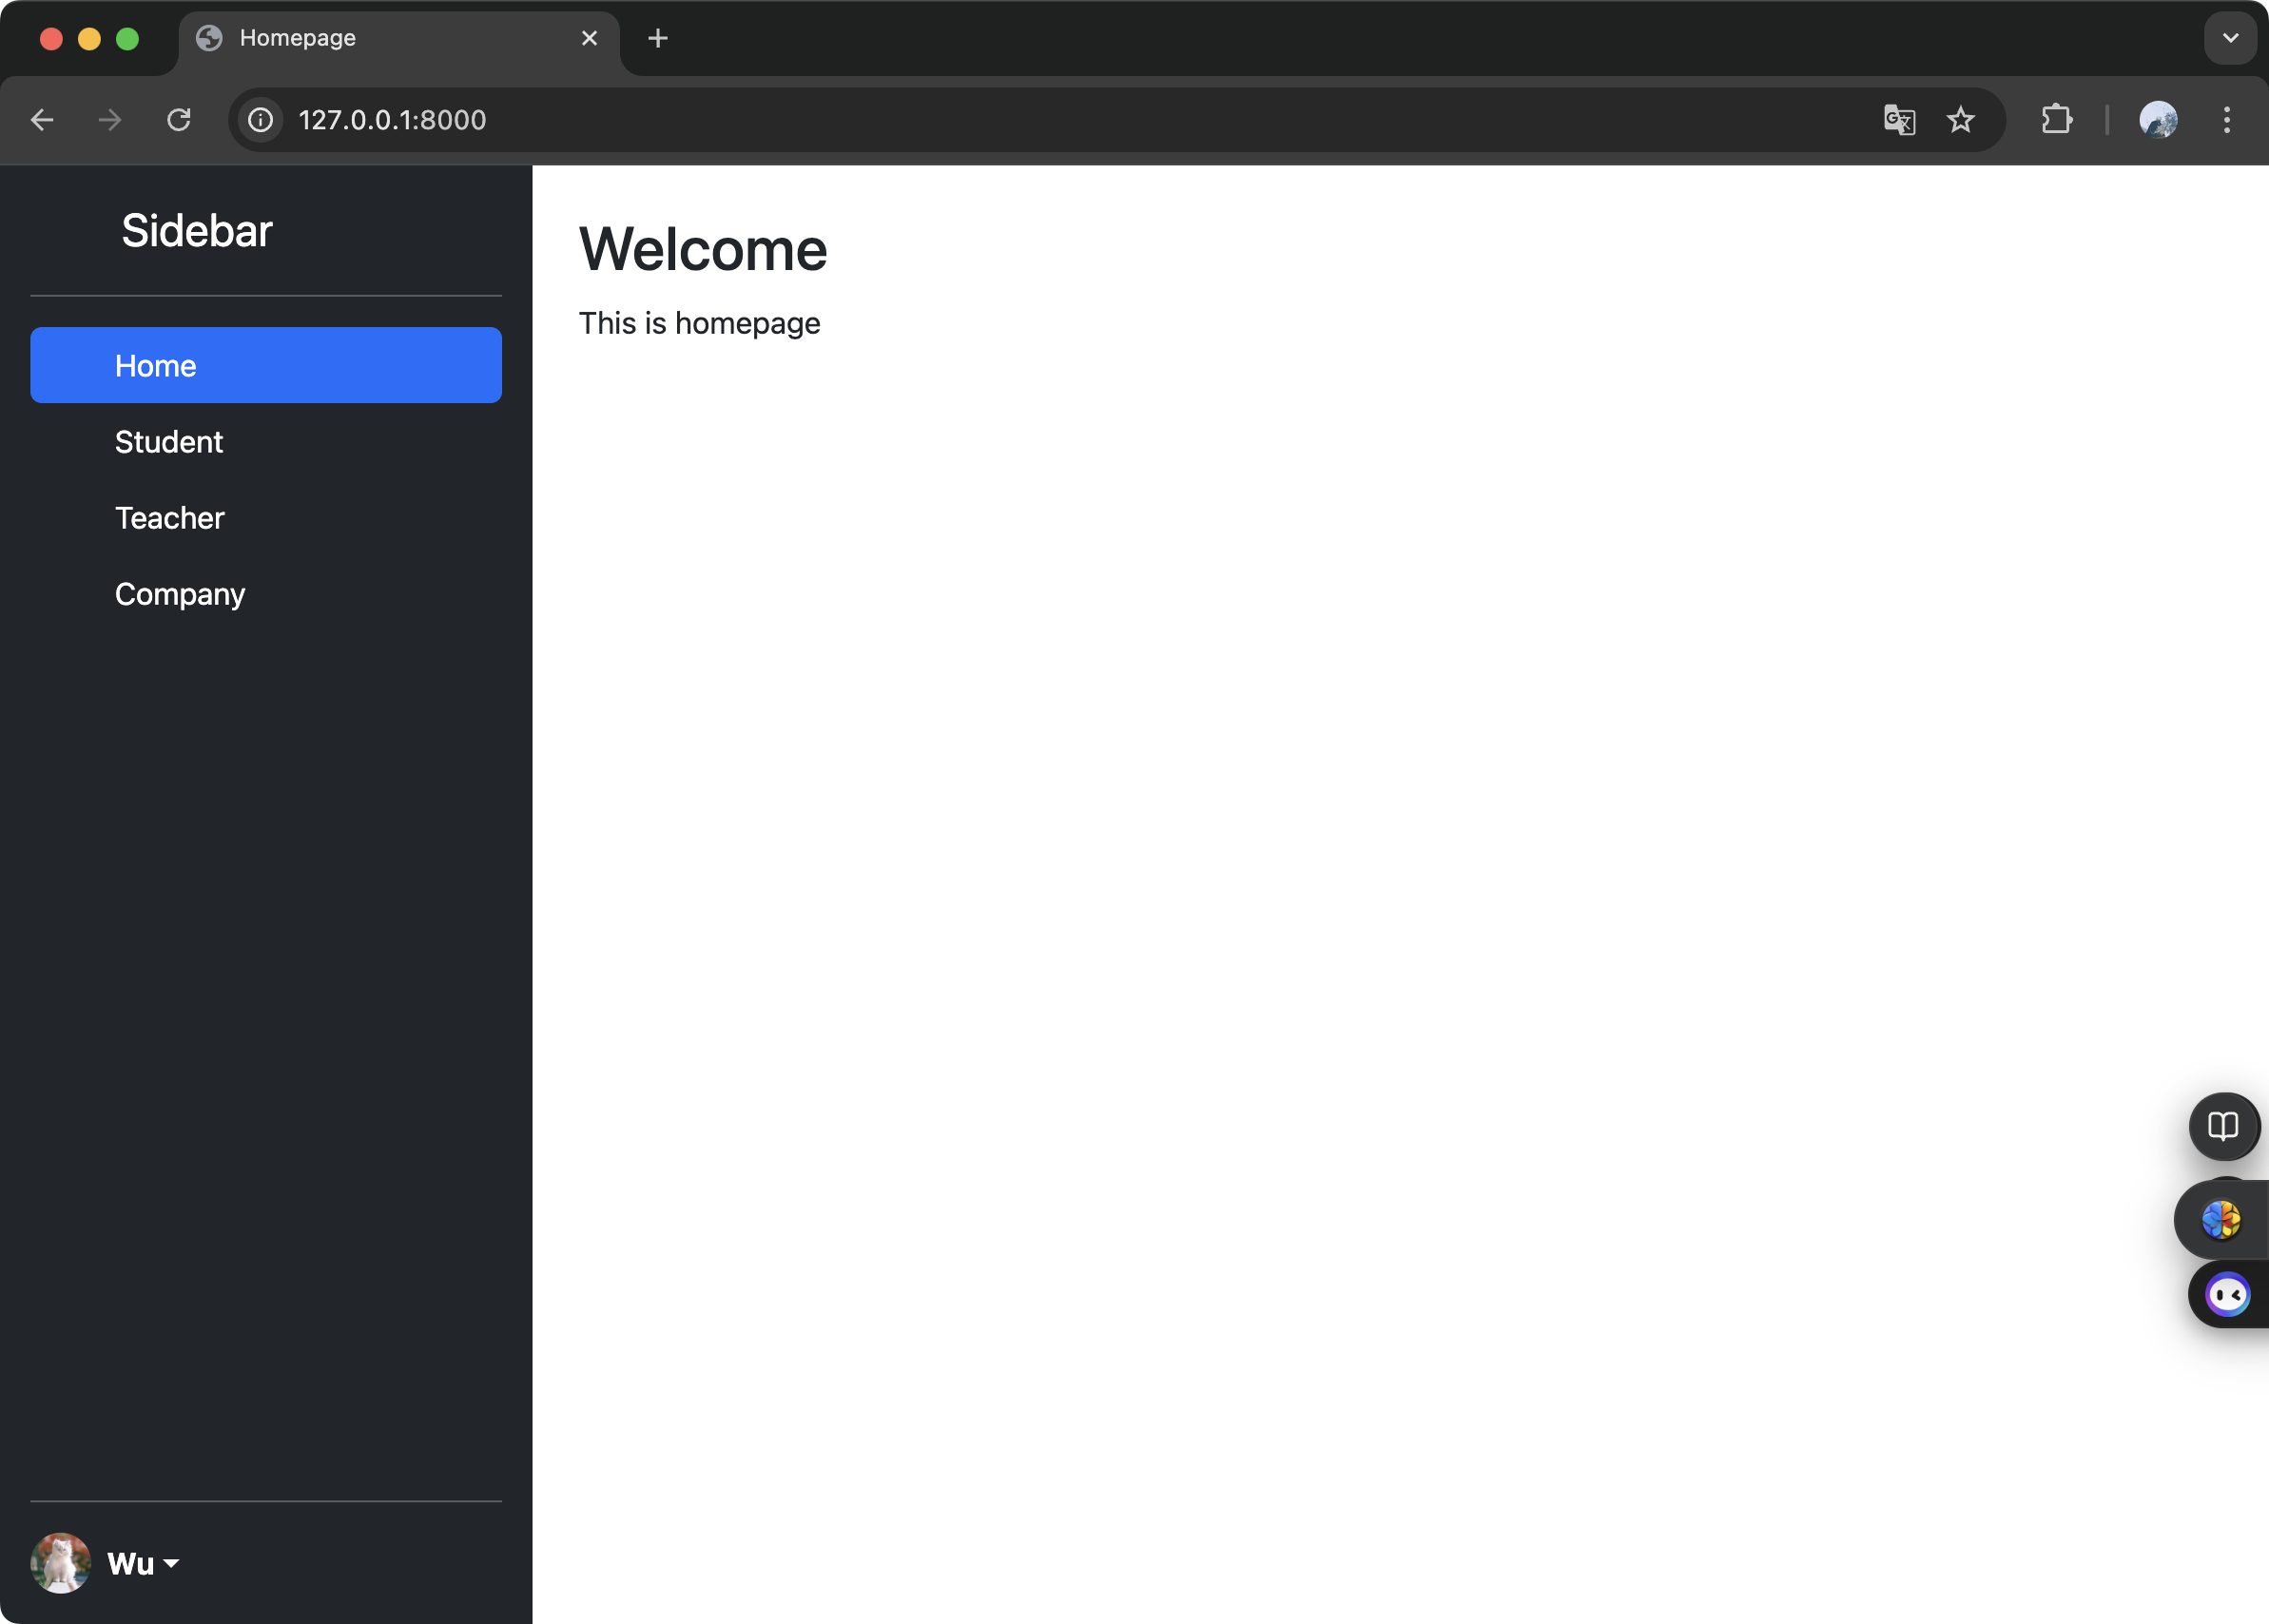 Homepage
127.0.0.1:8000
Sidebar
Home
Student
Teacher
Company
Wu
Welcome
This is homepage